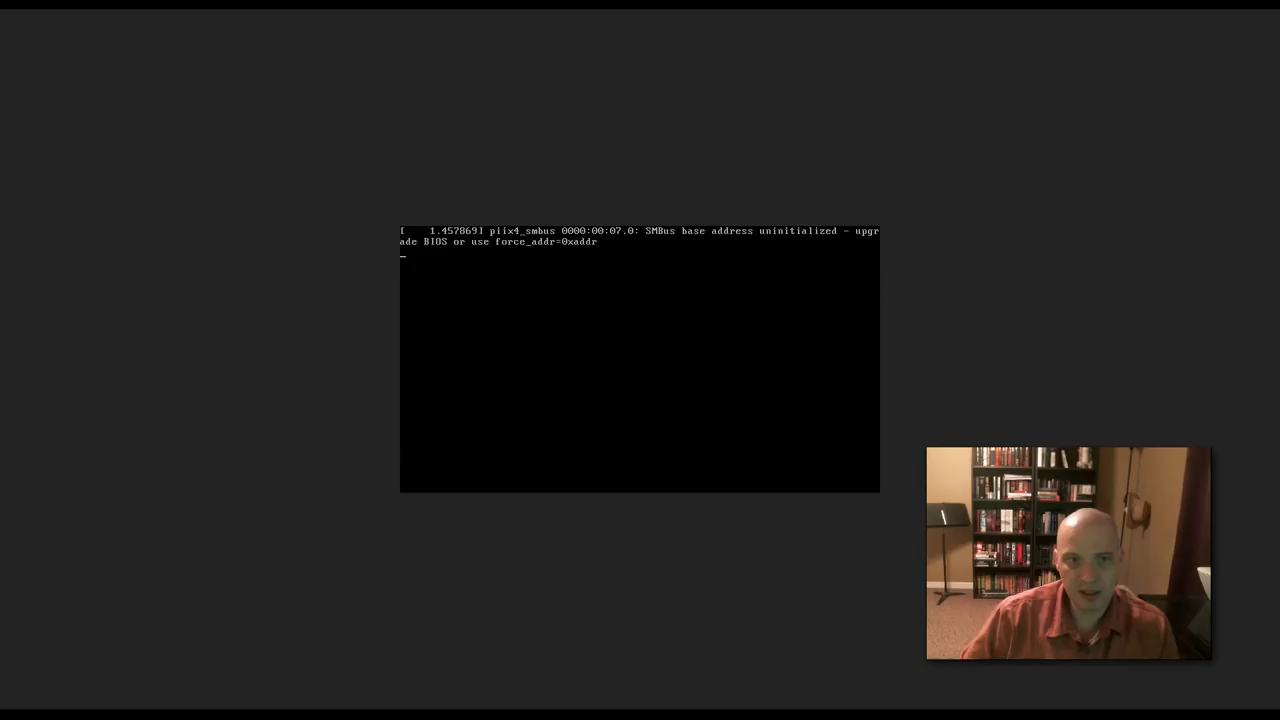 [    1.457869] piix4_smbus 0000:00:07.0: SMBus base address uninitialized - upgr
ade BIOS or use force_addr=0xaddr
_